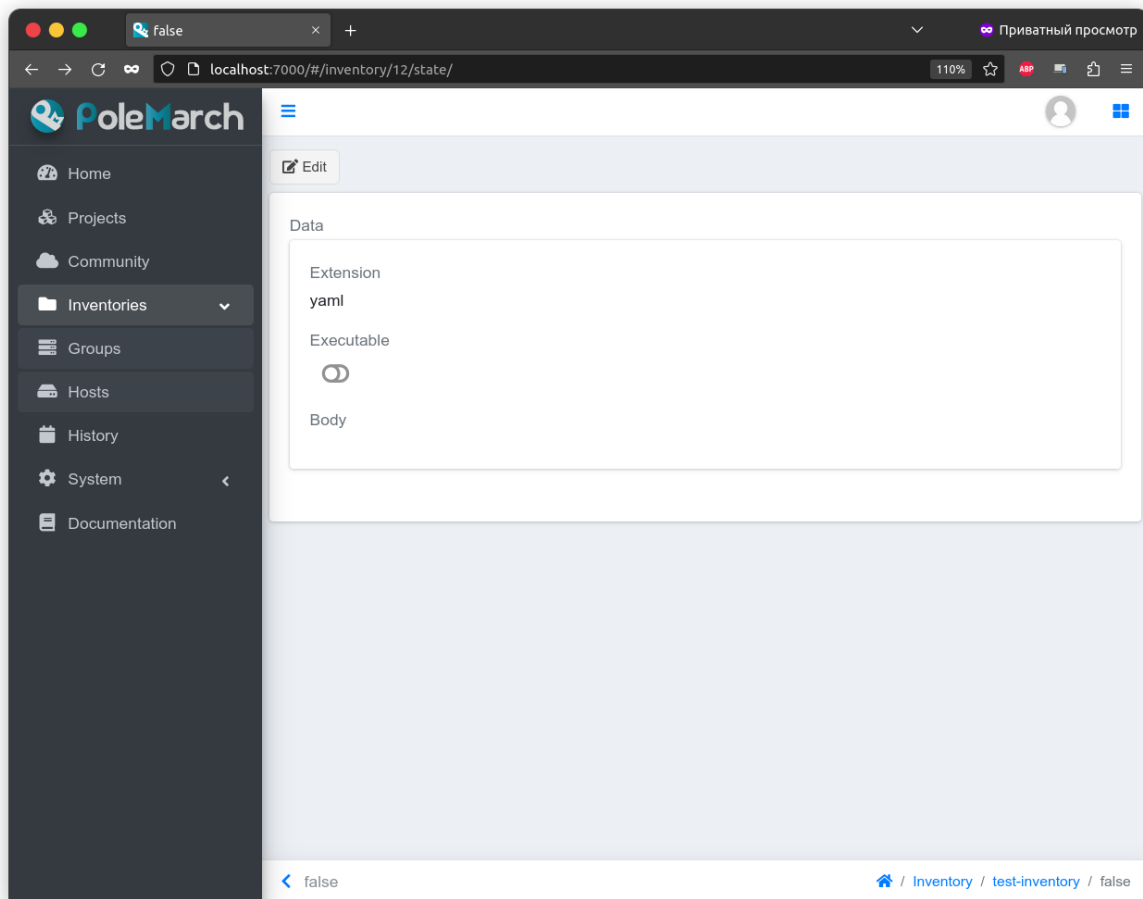 false
Приватный просмотр
localhost:7000/#/inventory/12/state/
110%
ABP
PoleMarch
Home
Projects
Community
Inventories
Groups
Hosts
History
System
Documentation
Edit
Data
Extension
yaml
Executable
Body
false
/ Inventory / test-inventory / false